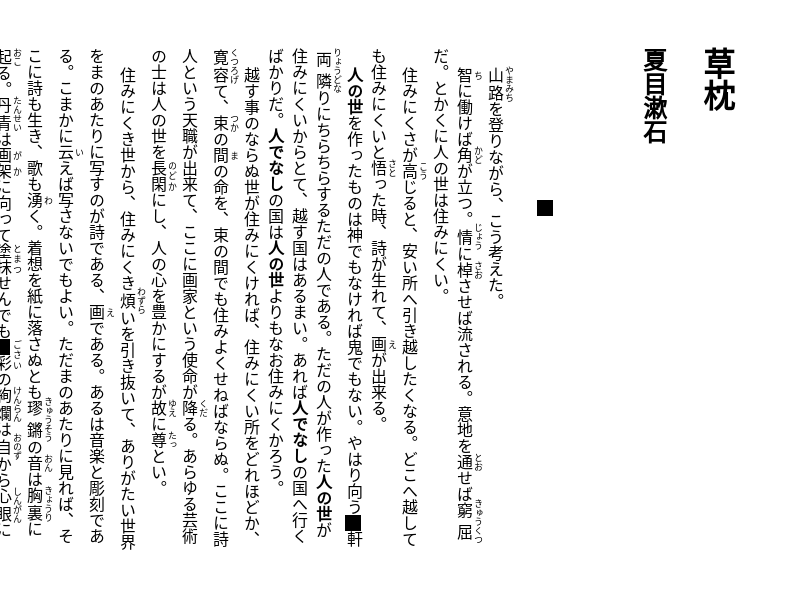 草枕
夏目漱石
山路を登りながら、こう考えた。
智に働けば角が立つ。情に棹させば流される。意地を通せば窮屈
だ。とかくに人の世は住みにくい。
住みにくさが高じると、安い所へ引き越したくなる。どこへ越して
も住みにくいと悟った時、詩が生れて、画が出来る。
人の世を作ったものは神でもなければ鬼でもない。やはり向う軒
両隣りにちらちらするただの人である。ただの人が作った人の世が
住みにくいからとて、越す国はあるまい。あれば人でなしの国へ行く
ばかりだ。人でなしの国は人の世よりもなお住みにくかろう。
越す事のならぬ世が住みにくければ、住みにくい所をどれほどか、
寛容て、束の間の命を、束の間でも住みよくせねばならぬ。ここに詩
人という天職が出来て、ここに画家という使命が降る。あらゆる芸術
の士は人の世を長閑にし、人の心を豊かにするが故に尊とい。
住みにくき世から、住みにくき煩いを引き抜いて、ありがたい世界
をまのあたりに写すのが詩である、画である。あるは音楽と彫刻であ
る。こまかに云えば写さないでもよい。ただまのあたりに見れば、そ
こに詩も生き、歌も湧く。着想を紙に落さぬとも璆鏘の音は胸裏に
起る。丹青は画架に向って塗抹せんでも彩の絢爛は自から心眼に